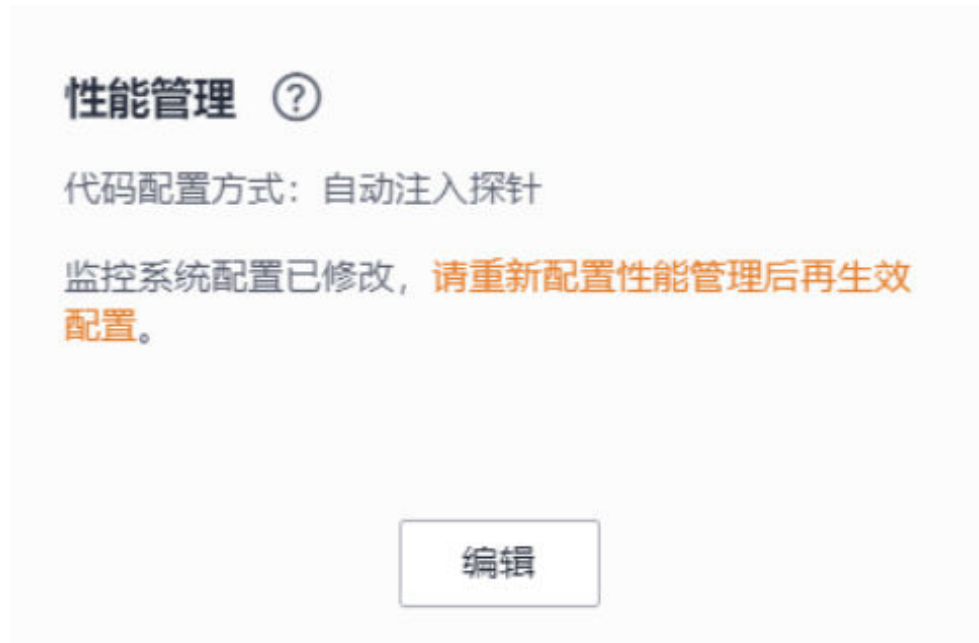 性能管理 ?
代码配置方式：自动注入探针
监控系统配置已修改，请重新配置性能管理后再生效
配置。
编辑